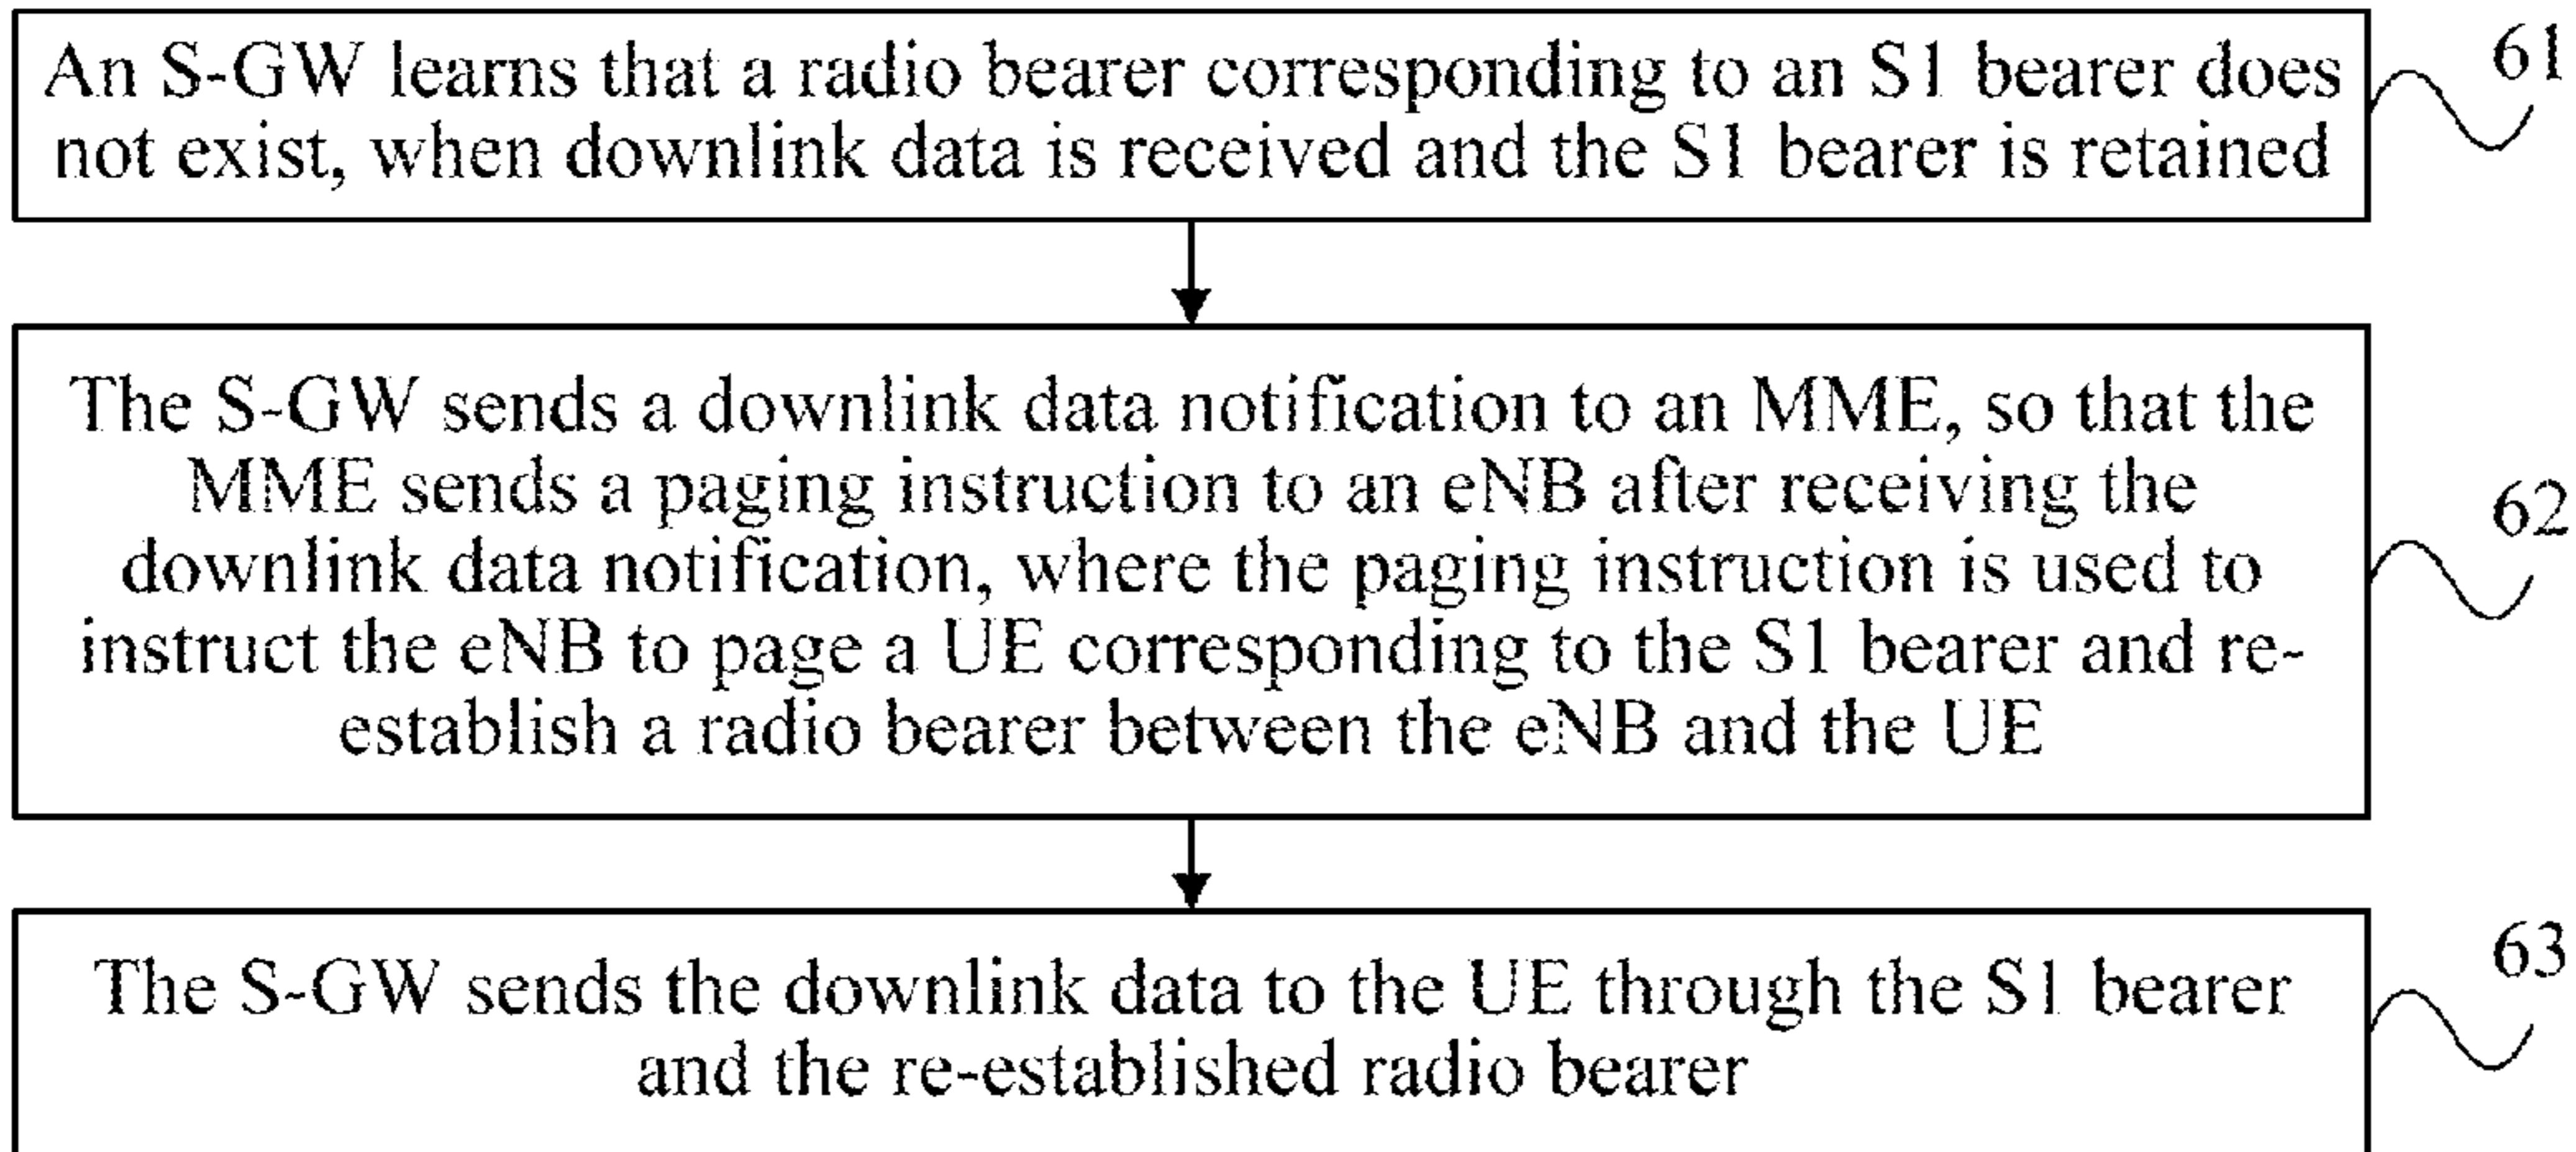 An S-GW learns that a radio bearer corresponding to an S1 bearer does
not exist, when downlink data is received and the S1 bearer is retained
61
The S-GW sends a downlink data notification to an MME, so that the
MME sends a paging instruction to an eNB after receiving the
downlink data notification, where the paging instruction is used to
instruct the eNB to page a UE corresponding to the S1 bearer and re-
establish a radio bearer between the eNB and the UE
62
The S-GW sends the downlink data to the UE through the S1 bearer
and the re-established radio bearer
63